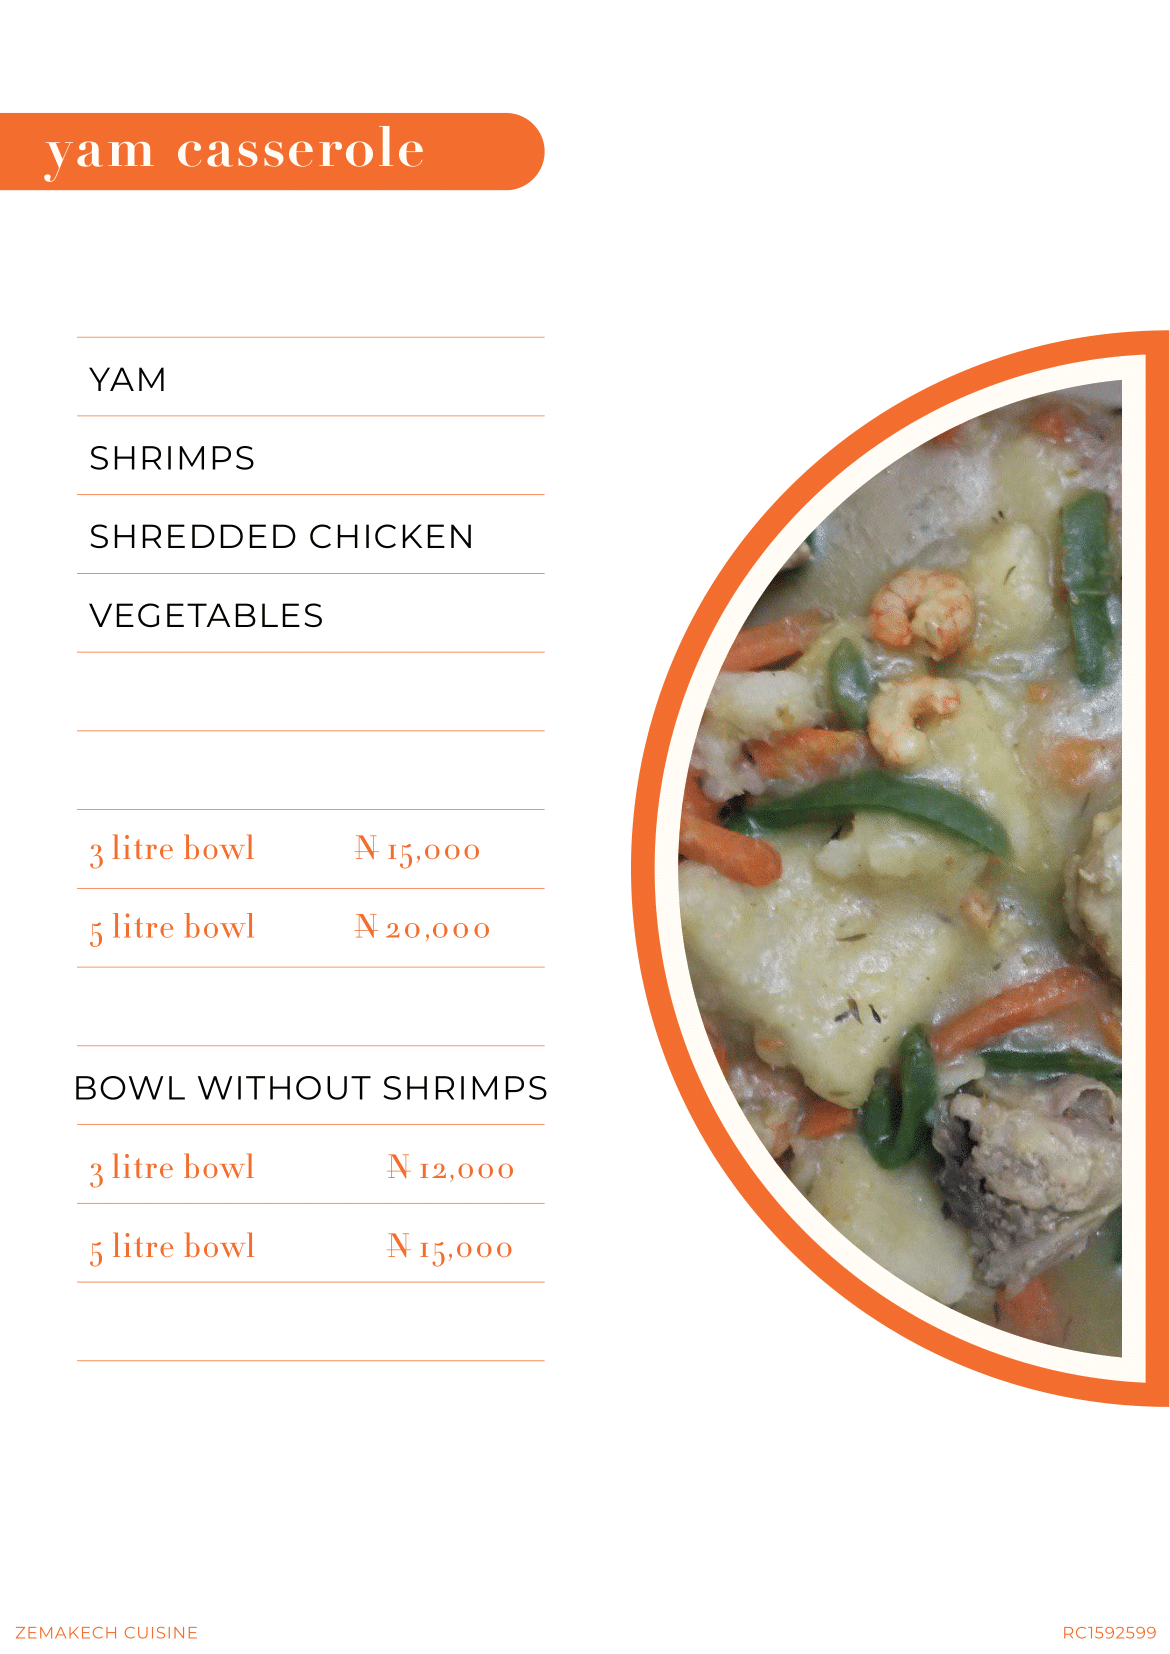 yam casserole
YAM
SHRIMPS
SHREDDED CHICKEN
VEGETABLES
3 litre bowl ₦ 15,000
5 litre bowl ₦ 20,000
BOWL WITHOUT SHRIMPS
3 litre bowl ₦ 12,000
5 litre bowl ₦ 15,000
ZEMAKECH CUISINE RC1592599